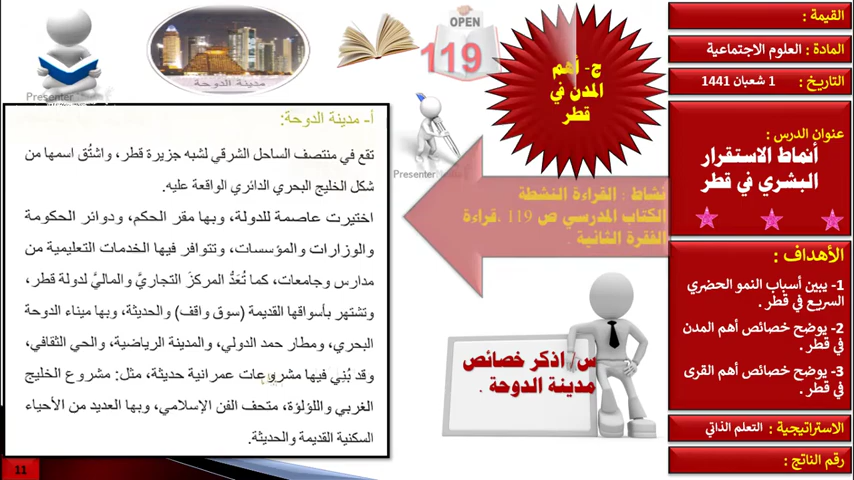 القيمة :
المادة : العلوم الاجتماعية
التاريخ : 1 شعبان 1441
عنوان الدرس :
أنماط الاستقرار
البشري في قطر
الأهداف :
1- يبين أسباب النمو الحضري
السريع في قطر .
2- يوضح خصائص أهم المدن
في قطر .
3- يوضح خصائص أهم القرى
في قطر .
الاستراتيجية : التعلم الذاتي
رقم الناتج :
ج- أهم
المدن في
قطر
OPEN
119
مدينة الدوحة
Presenter
Presenter
نشاط : القراءة النشطة
الكتاب المدرسي ص 119 ،قراءة
الفقرة الثانية .
س/ اذكر خصائص
مدينة الدوحة .
أ- مدينة الدوحة:
تقع في منتصف الساحل الشرقي لشبه جزيرة قطر، واشتُق اسمها من
شكل الخليج البحري الدائري الواقعة عليه.
اختيرت عاصمة للدولة، وبها مقر الحكم، ودوائر الحكومة
والوزارات والمؤسسات، وتتوافر فيها الخدمات التعليمية من
مدارس وجامعات، كما تُعَدُّ المركزَ التجاريَّ والماليَّ لدولة قطر،
وتشتهر بأسواقها القديمة (سوق واقف) والحديثة، وبها ميناء الدوحة
البحري، ومطار حمد الدولي، والمدينة الرياضية، والحي الثقافي،
وقد بُنِي فيها مشروعات عمرانية حديثة، مثل: مشروع الخليج
الغربي واللؤلؤة، متحف الفن الإسلامي، وبها العديد من الأحياء
السكنية القديمة والحديثة.
11